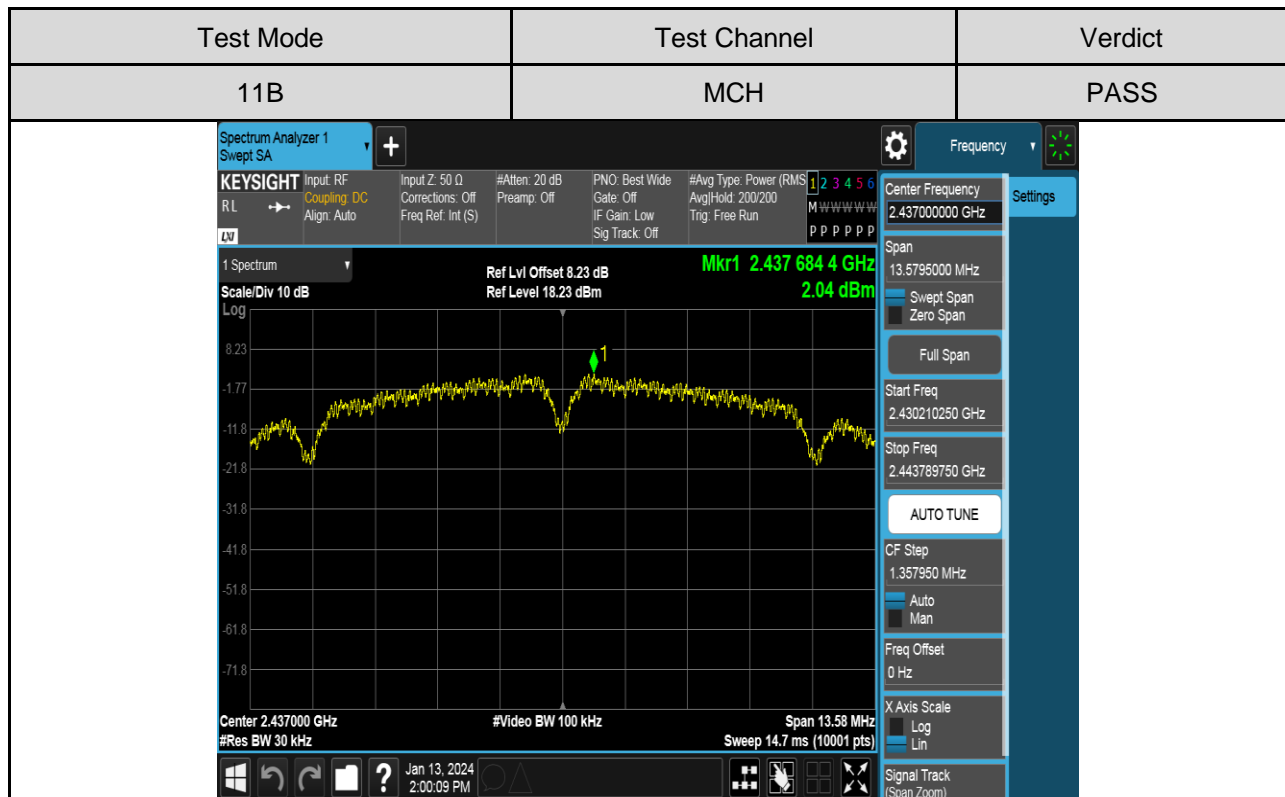 Test Mode Test Channel Verdict
11B MCH PASS
Spectrum Analyzer 1
Swept SA
Frequency
KEYSIGHT
R L
LXI
Input: RF
Coupling: DC
Align: Auto
Input Z: 50 Ω
Corrections: Off
Freq Ref: Int (S)
#Atten: 20 dB
Preamp: Off
PNO: Best Wide
Gate: Off
IF Gain: Low
Sig Track: Off
#Avg Type: Power (RMS
Avg|Hold: 200/200
Trig: Free Run
1 2 3 4 5 6
M W W W W W
P P P P P P
1 Spectrum
Scale/Div 10 dB
Log
Ref Lvl Offset 8.23 dB
Ref Level 18.23 dBm
Mkr1 2.437 684 4 GHz
2.04 dBm
1
8.23
-1.77
-11.8
-21.8
-31.8
-41.8
-51.8
-61.8
-71.8
Center 2.437000 GHz
#Res BW 30 kHz
#Video BW 100 kHz
Span 13.58 MHz
Sweep 14.7 ms (10001 pts)
?
Jan 13, 2024
2:00:09 PM
Center Frequency
2.437000000 GHz
Settings
Span
13.5795000 MHz
Swept Span
Zero Span
Full Span
Start Freq
2.430210250 GHz
Stop Freq
2.443789750 GHz
AUTO TUNE
CF Step
1.357950 MHz
Auto
Man
Freq Offset
0 Hz
X Axis Scale
Log
Lin
Signal Track
(Span Zoom)